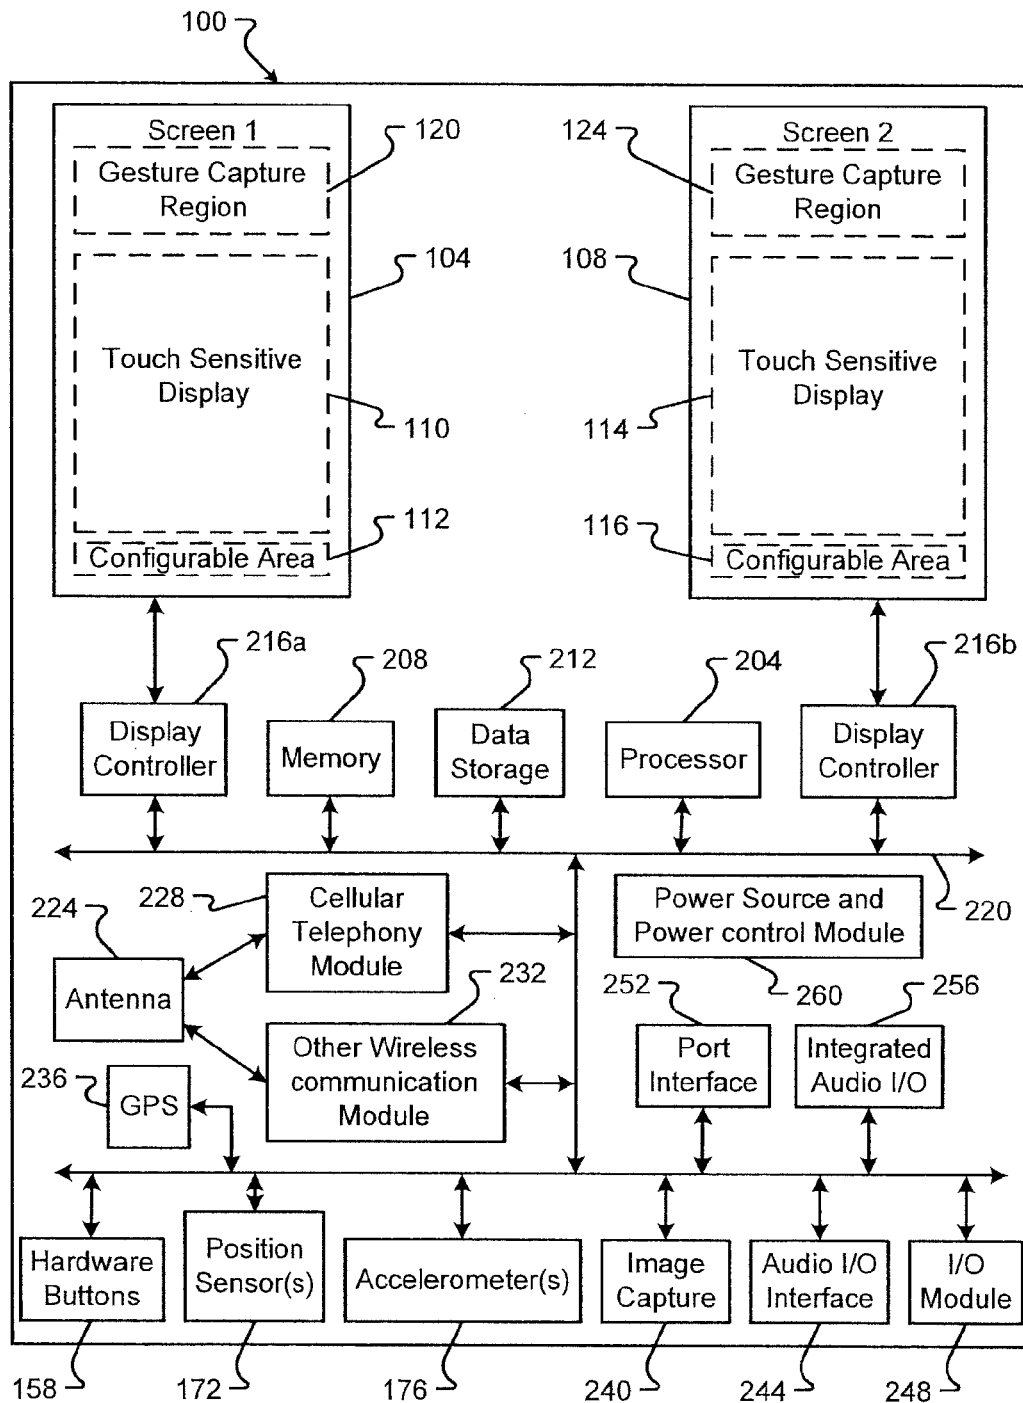 100
Screen 1
120
124
Screen 2
Gesture Capture
Region
Gesture Capture
Region
104
108
Touch Sensitive
Display
Touch Sensitive
Display
110
114
112
116
Configurable Area
Configurable Area
216a
208
212
204
216b
Display
Controller
Memory
Data
Storage
Processor
Display
Controller
224
228
Cellular
Telephony
Module
Power Source and
Power control Module
220
Antenna
232
252
260
256
Other Wireless
communication
Module
Port
Interface
Integrated
Audio I/O
236
GPS
Hardware
Buttons
Position
Sensor(s)
Accelerometer(s)
Image
Capture
Audio I/O
Interface
I/O
Module
158
172
176
240
244
248